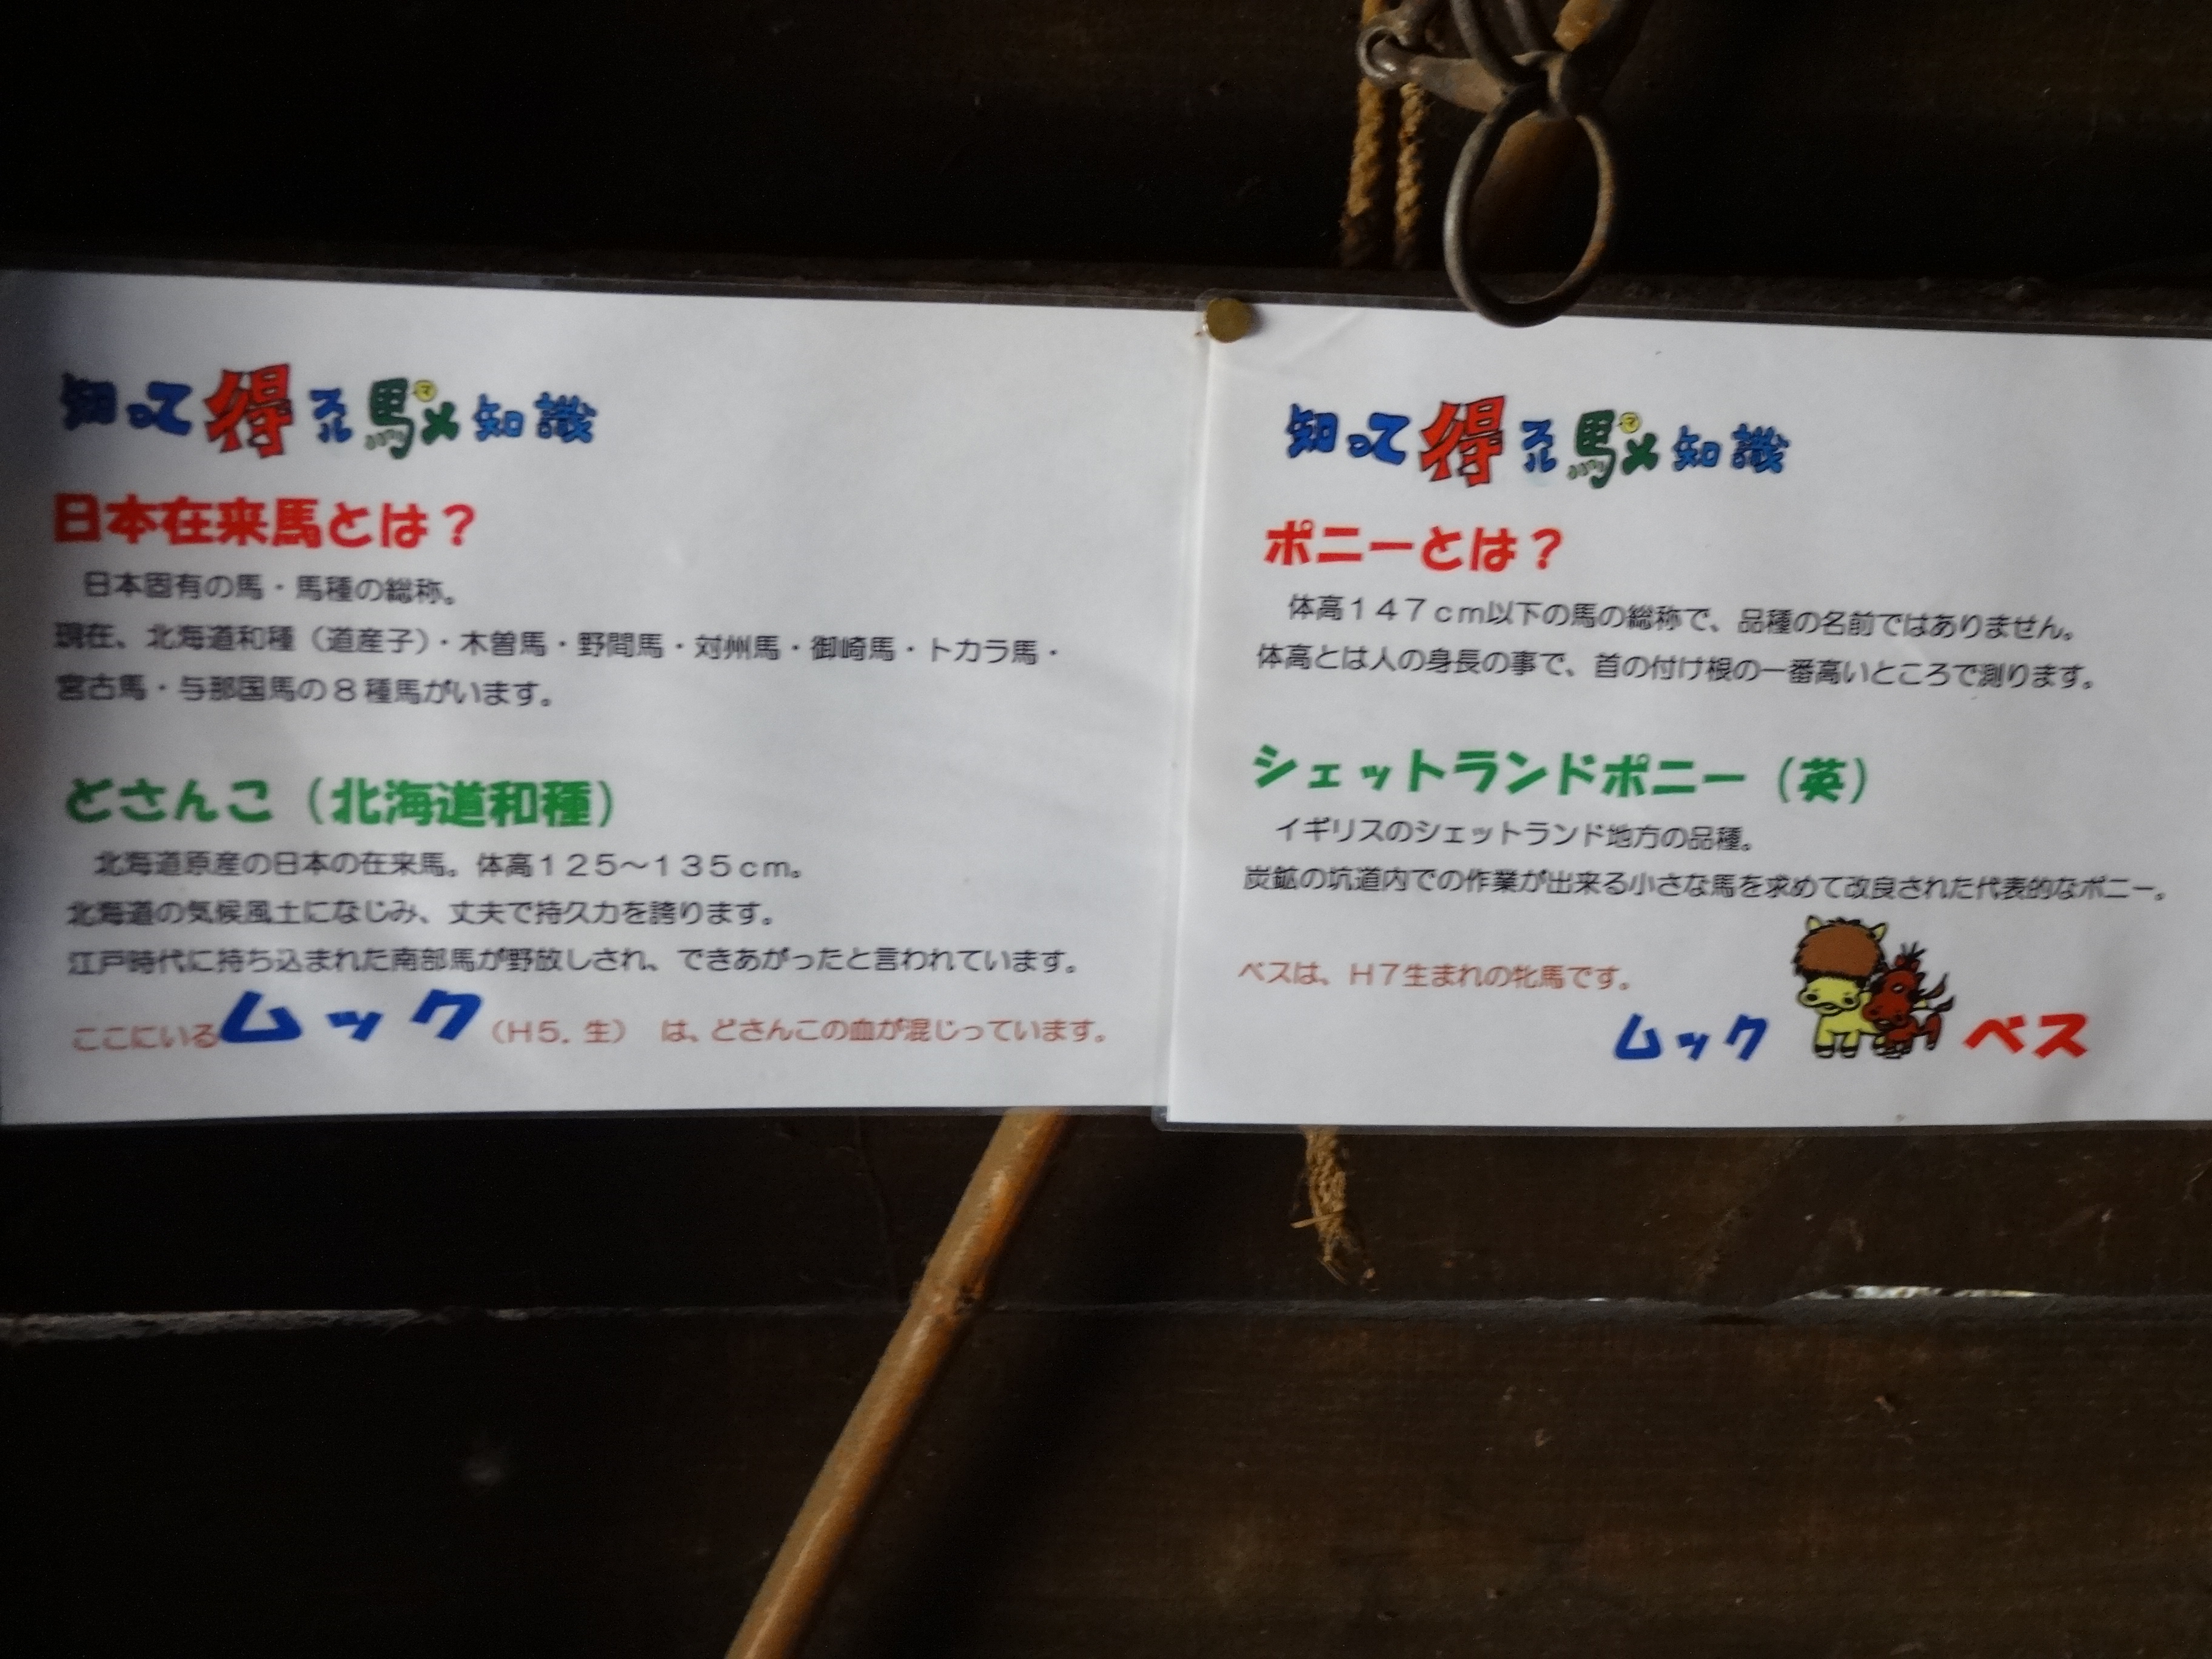 知って得スル馬メ知識
日本在来馬とは？
日本固有の馬・馬種の総称。
現在、北海道和種（道産子）・木曽馬・野間馬・対州馬・御崎馬・トカラ馬・
宮古馬・与那国馬の８種馬がいます。
どさんこ（北海道和種）
北海道原産の日本の在来馬。体高１２５～１３５ｃｍ。
北海道の気候風土になじみ、丈夫で持久力を誇ります。
江戸時代に持ち込まれた南部馬が野放しされ、できあがったと言われています。
ここにいるムック（Ｈ５．生）　は、どさんこの血が混じっています。
知って得スル馬メ知識
ポニーとは？
体高１４７ｃｍ以下の馬の総称で、品種の名前ではありません。
体高とは人の身長の事で、首の付け根の一番高いところで測ります。
シェットランドポニー（英）
イギリスのシェットランド地方の品種。
炭鉱の坑道内での作業が出来る小さな馬を求めて改良された代表的なポニー。
ベスは、Ｈ７生まれの牝馬です。
ムック ベス